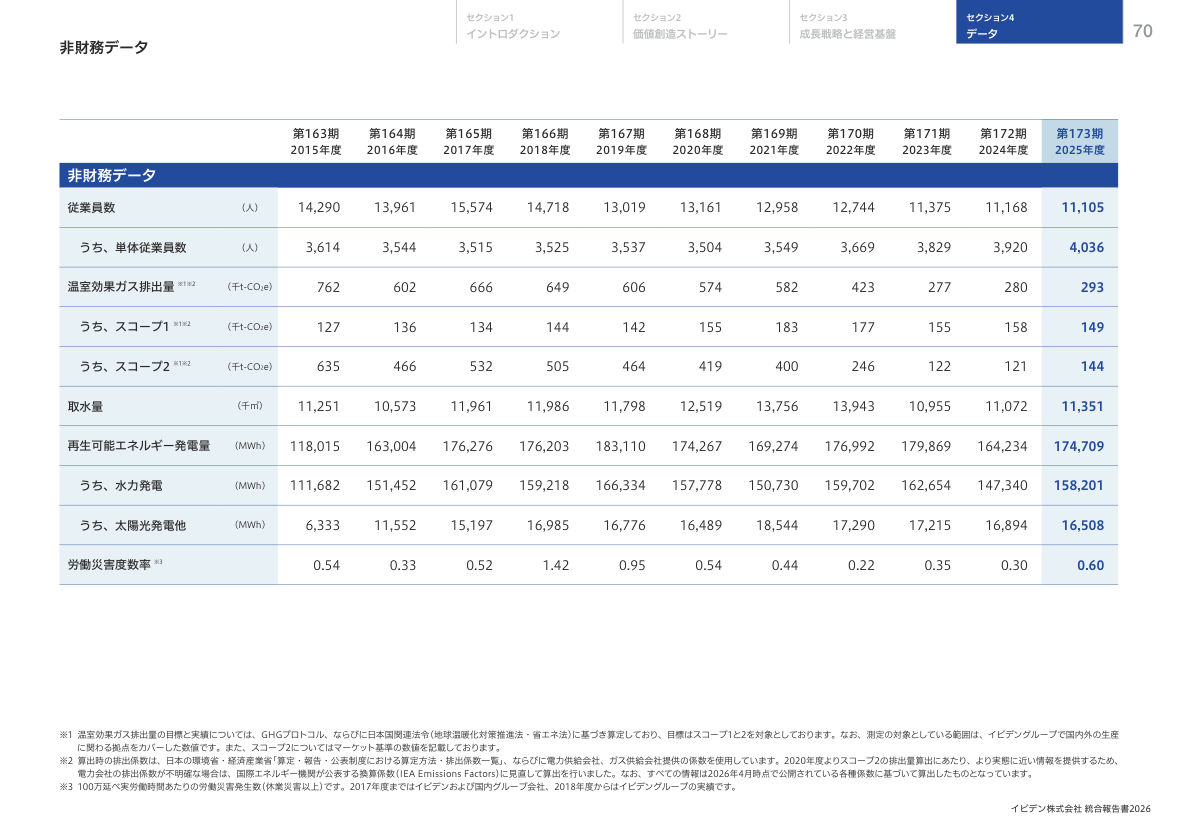 セクション1
イントロダクション
セクション2
価値創造ストーリー
セクション3
成長戦略と経営基盤
セクション4
データ
70
非財務データ
第163期 第164期 第165期 第166期 第167期 第168期 第169期 第170期 第171期 第172期 第173期
2015年度 2016年度 2017年度 2018年度 2019年度 2020年度 2021年度 2022年度 2023年度 2024年度 2025年度
非財務データ
従業員数 （人） 14,290 13,961 15,574 14,718 13,019 13,161 12,958 12,744 11,375 11,168 11,105
うち、単体従業員数 （人） 3,614 3,544 3,515 3,525 3,537 3,504 3,549 3,669 3,829 3,920 4,036
温室効果ガス排出量 ※1※2 （千t-CO₂e） 762 602 666 649 606 574 582 423 277 280 293
うち、スコープ1 ※1※2 （千t-CO₂e） 127 136 134 144 142 155 183 177 155 158 149
うち、スコープ2 ※1※2 （千t-CO₂e） 635 466 532 505 464 419 400 246 122 121 144
取水量 （千㎥） 11,251 10,573 11,961 11,986 11,798 12,519 13,756 13,943 10,955 11,072 11,351
再生可能エネルギー発電量 （MWh） 118,015 163,004 176,276 176,203 183,110 174,267 169,274 176,992 179,869 164,234 174,709
うち、水力発電 （MWh） 111,682 151,452 161,079 159,218 166,334 157,778 150,730 159,702 162,654 147,340 158,201
うち、太陽光発電他 （MWh） 6,333 11,552 15,197 16,985 16,776 16,489 18,544 17,290 17,215 16,894 16,508
労働災害度数率 ※3 0.54 0.33 0.52 1.42 0.95 0.54 0.44 0.22 0.35 0.30 0.60
※1 温室効果ガス排出量の目標と実績については、GHGプロトコル、ならびに日本国関連法令（地球温暖化対策推進法・省エネ法）に基づき算定しており、目標はスコープ1と2を対象としております。なお、測定の対象としている範囲は、イビデングループで国内外の生産
に関わる拠点をカバーした数値です。また、スコープ2についてはマーケット基準の数値を記載しております。
※2 算出時の排出係数は、日本の環境省・経済産業省「算定・報告・公表制度における算定方法・排出係数一覧」、ならびに電力供給会社、ガス供給会社提供の係数を使用しています。2020年度よりスコープ2の排出量算出にあたり、より実態に近い情報を提供するため、
電力会社の排出係数が不明確な場合は、国際エネルギー機関が公表する換算係数（IEA Emissions Factors）に見直して算出を行いました。なお、すべての情報は2026年4月時点で公開されている各種係数に基づいて算出したものとなっています。
※3 100万延べ実労働時間あたりの労働災害発生数（休業災害以上）です。2017年度まではイビデンおよび国内グループ会社、2018年度からはイビデングループの実績です。
イビデン株式会社 統合報告書2026